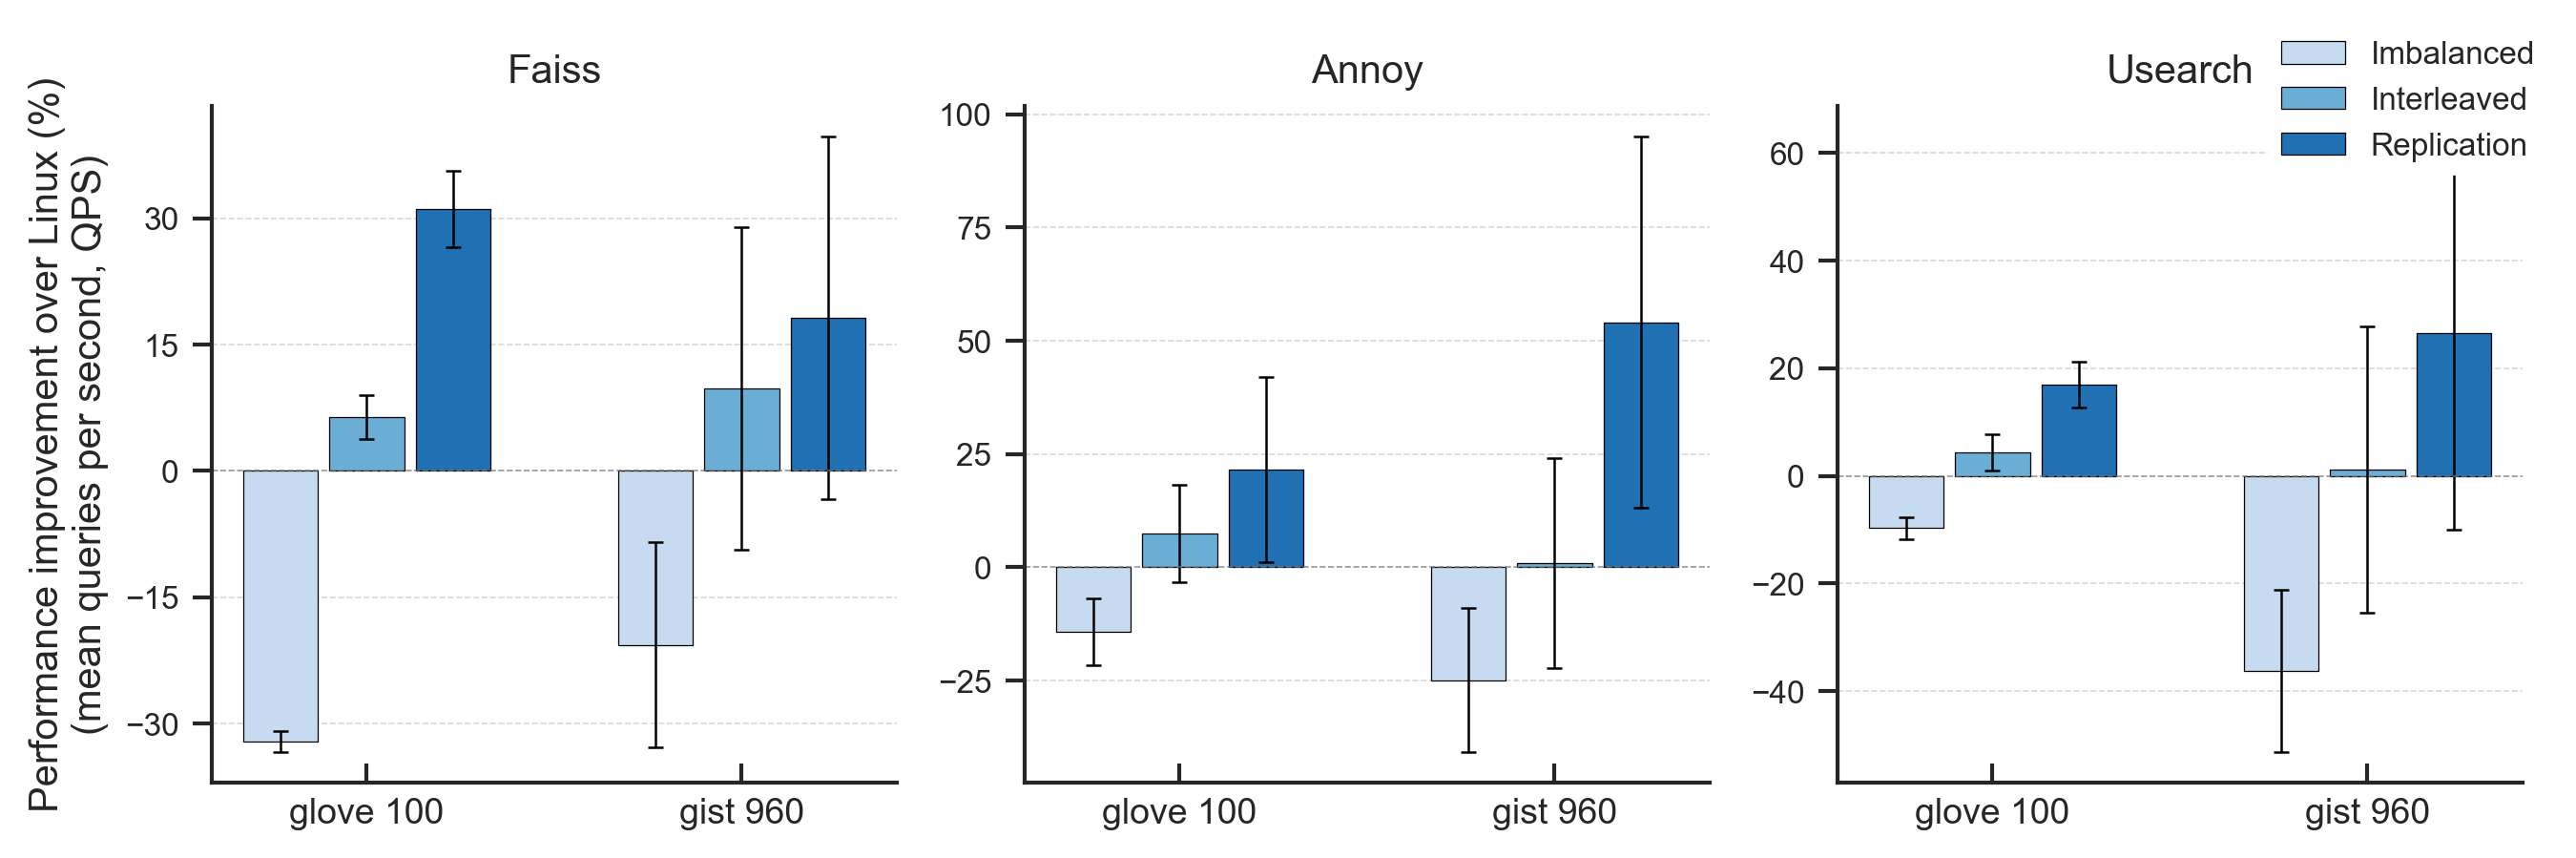 Performance improvement over Linux (%)
(mean queries per second, QPS)
Faiss
30
15
0
−15
−30
glove 100
gist 960
Annoy
100
75
50
25
0
−25
glove 100
gist 960
Usearch
60
40
20
0
−20
−40
glove 100
gist 960
Imbalanced
Interleaved
Replication